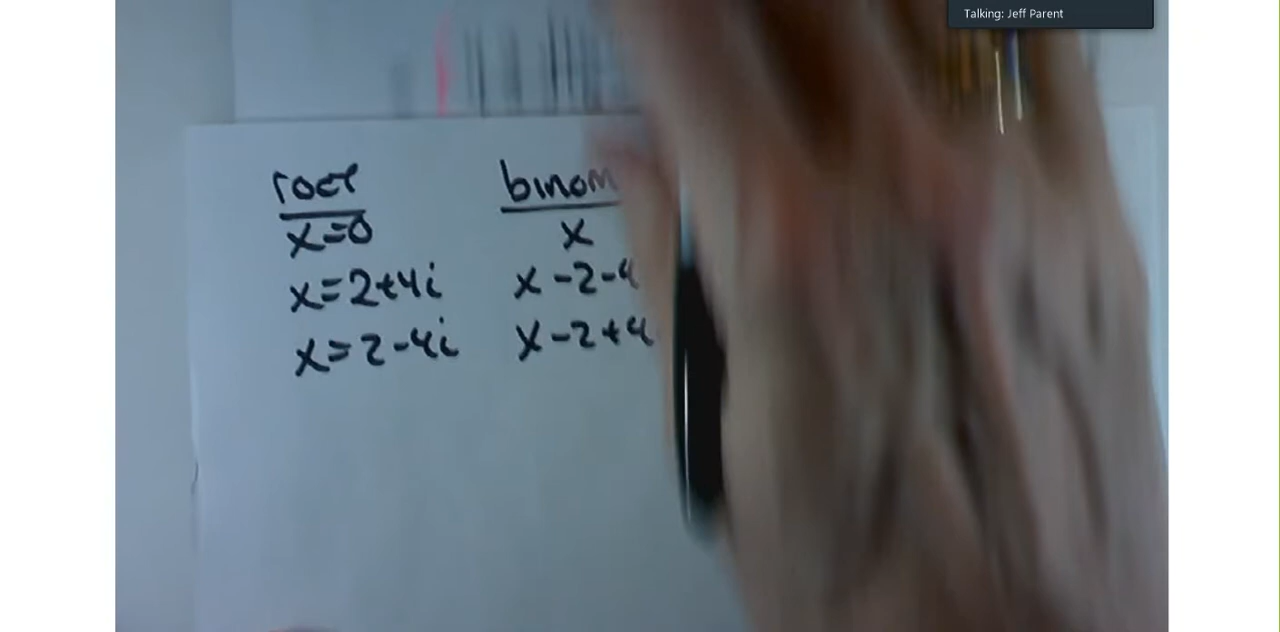 Talking: Jeff Parent
root binom
x=0 x
x=2+4i x-2-4
x=2-4i x-2+4